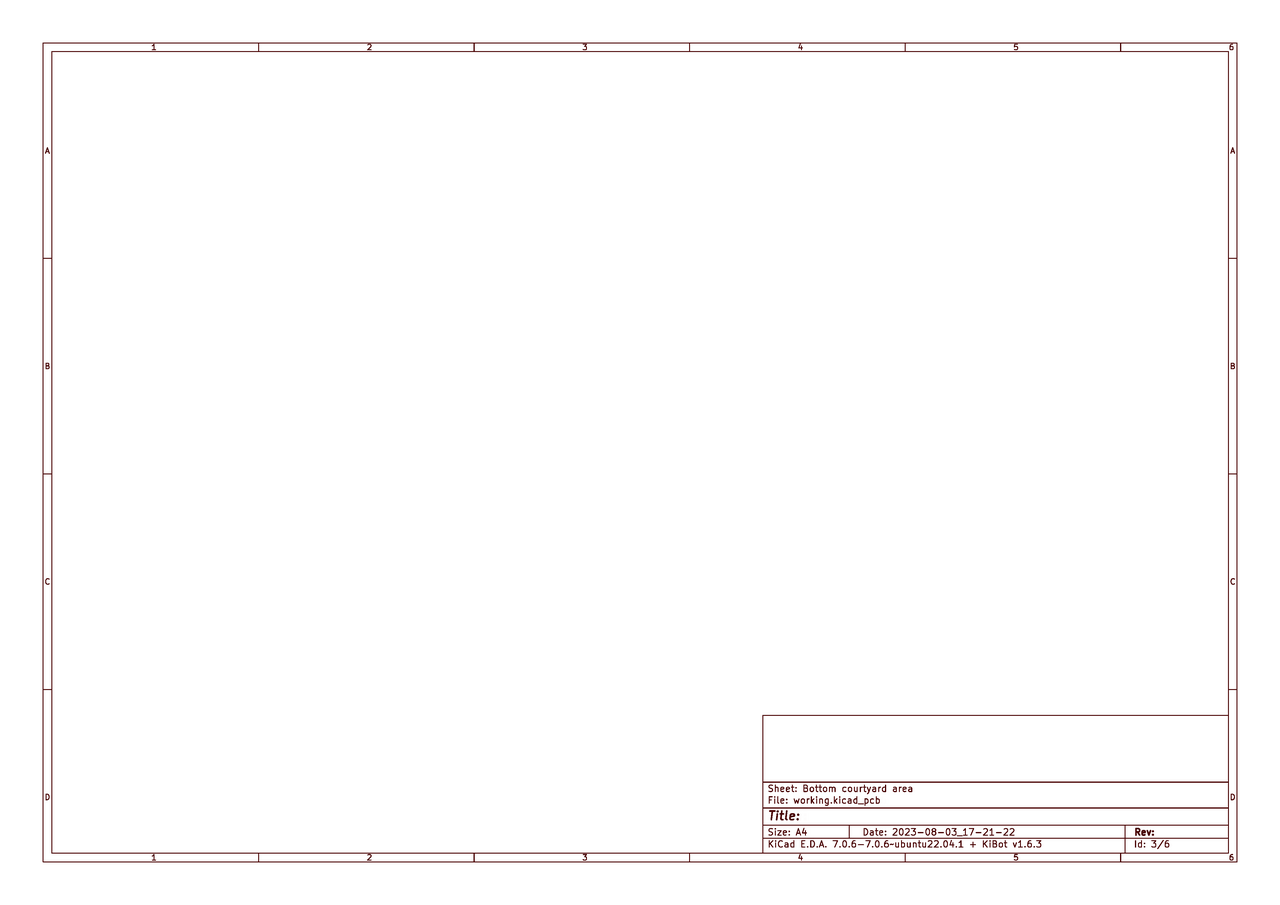 1 2 3 4 5 6
A A
B B
C C
D D
Sheet: Bottom courtyard area
File: working.kicad_pcb
Title:
Size: A4 Date: 2023-08-03_17-21-22 Rev:
KiCad E.D.A. 7.0.6-7.0.6~ubuntu22.04.1 + KiBot v1.6.3 Id: 3/6
1 2 3 4 5 6